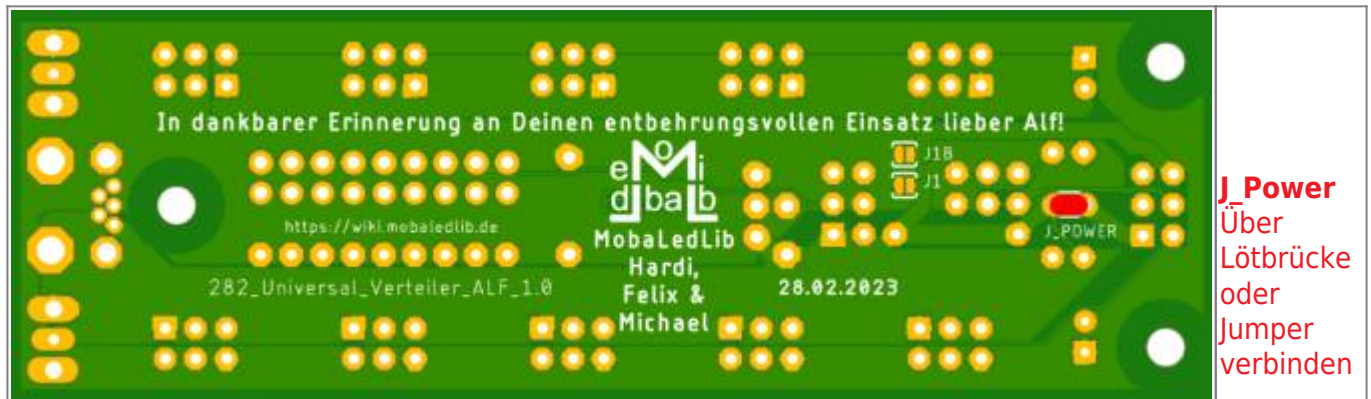 In dankbarer Erinnerung an Deinen entbehrungsvollen Einsatz lieber Alf!
J1B
J1
e M o i
d ba l b
https://wiki.mobaledlib.de
J_POWER
MobaLedLib
Hardi,
Felix &
Michael
282_Universal_Verteiler_ALF_1.0
28.02.2023
J_Power
Über
Lötbrücke
oder
Jumper
verbinden